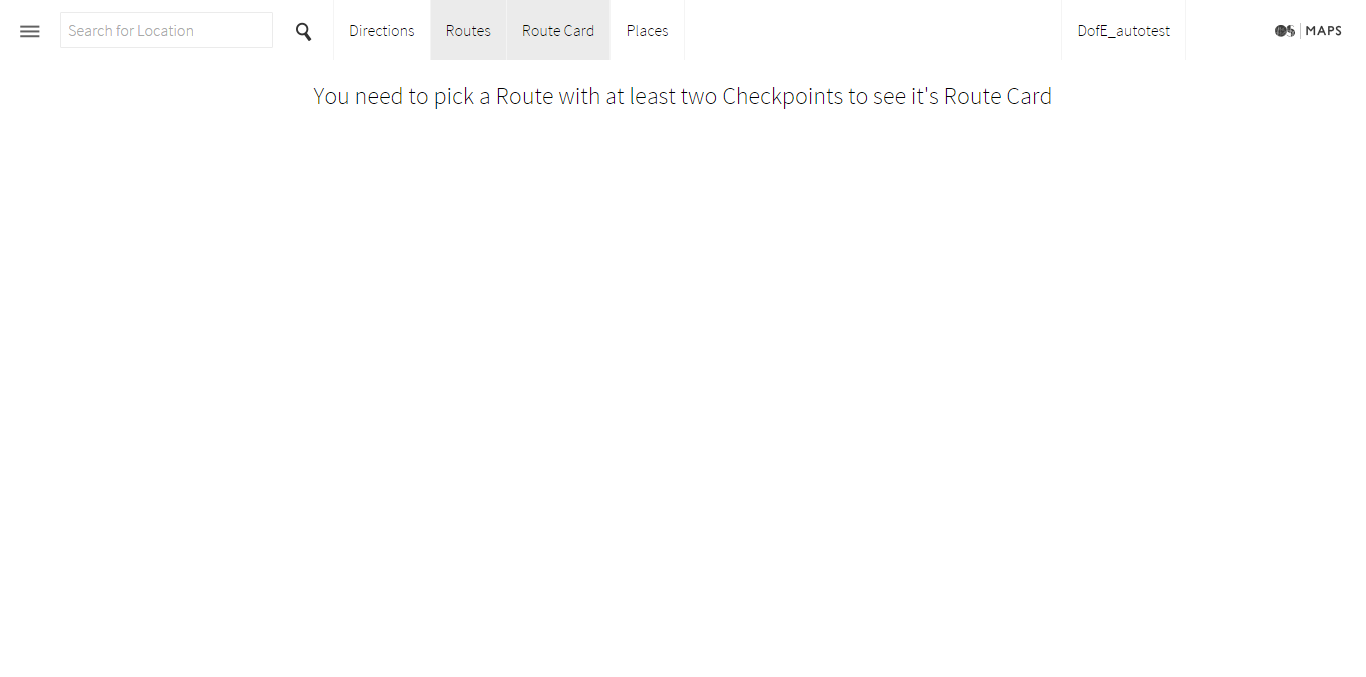 Search for Location
Directions
Routes
Route Card
Places
DofE_autotest
OS | MAPS
You need to pick a Route with at least two Checkpoints to see it's Route Card